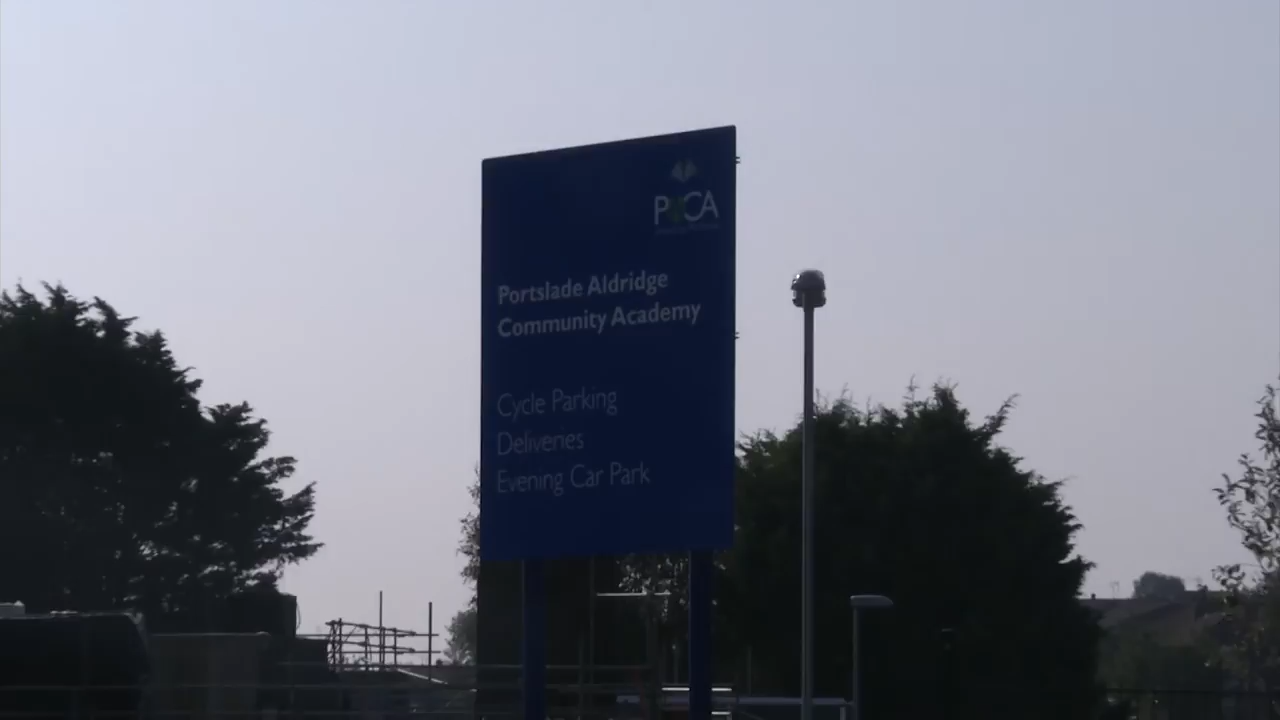 PACA
Portslade Aldridge
Community Academy
Cycle Parking
Deliveries
Evening Car Park